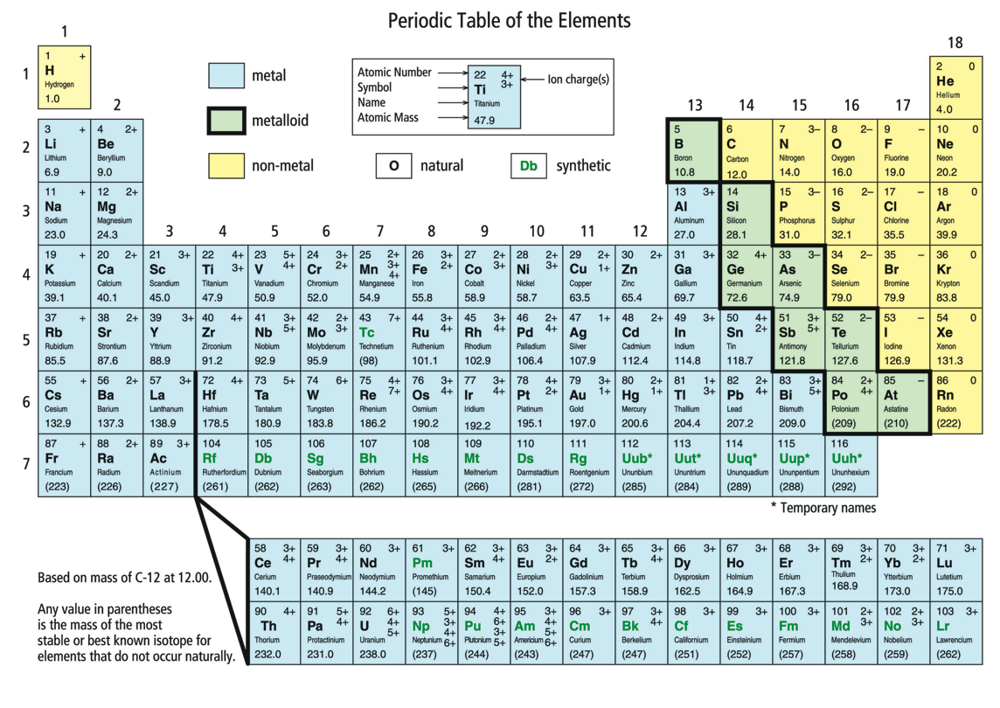 Periodic Table of the Elements
1
18
1
1 +
H
Hydrogen
1.0
metal
metalloid
non-metal
Atomic Number
Symbol
Name
Atomic Mass
22 4+
Ti 3+
Titanium
47.9
Ion charge(s)
O natural
Db synthetic
2 0
He
Helium
4.0
2 13 14 15 16 17
2
3 + 4 2+ 5 6 7 3– 8 2– 9 – 10 0
Li Be B C N O F Ne
Lithium Beryllium Boron Carbon Nitrogen Oxygen Fluorine Neon
6.9 9.0 10.8 12.0 14.0 16.0 19.0 20.2
3
11 + 12 2+ 13 3+ 14 15 3– 16 2– 17 – 18 0
Na Mg Al Si P S Cl Ar
Sodium Magnesium Aluminum Silicon Phosphorus Sulphur Chlorine Argon
23.0 24.3 27.0 28.1 31.0 32.1 35.5 39.9
3 4 5 6 7 8 9 10 11 12
4
19 + 20 2+ 21 3+ 22 4+ 23 5+ 24 3+ 25 2+ 26 3+ 27 2+ 28 2+ 29 2+ 30 2+ 31 3+ 32 4+ 33 3– 34 2– 35 – 36 0
K Ca Sc Ti 3+ V 4+ Cr 2+ Mn 3+ 4+ Fe 2+ Co 3+ Ni 3+ Cu 1+ Zn Ga Ge As Se Br Kr
Potassium Calcium Scandium Titanium Vanadium Chromium Manganese Iron Cobalt Nickel Copper Zinc Gallium Germanium Arsenic Selenium Bromine Krypton
39.1 40.1 45.0 47.9 50.9 52.0 54.9 55.8 58.9 58.7 63.5 65.4 69.7 72.6 74.9 79.0 79.9 83.8
5
37 + 38 2+ 39 3+ 40 4+ 41 3+ 42 2+ 43 7+ 44 3+ 45 3+ 46 2+ 47 1+ 48 2+ 49 3+ 50 4+ 51 3+ 52 2– 53 – 54 0
Rb Sr Y Zr Nb 5+ Mo 3+ Tc Ru 4+ Rh 4+ Pd 4+ Ag Cd In Sn 2+ Sb 5+ Te I Xe
Rubidium Strontium Yttrium Zirconium Niobium Molybdenum Technetium Ruthenium Rhodium Palladium Silver Cadmium Indium Tin Antimony Tellurium Iodine Xenon
85.5 87.6 88.9 91.2 92.9 95.9 (98) 101.1 102.9 106.4 107.9 112.4 114.8 118.7 121.8 127.6 126.9 131.3
6
55 + 56 2+ 57 3+ 72 4+ 73 5+ 74 6+ 75 4+ 76 3+ 77 3+ 78 4+ 79 3+ 80 2+ 81 1+ 82 2+ 83 3+ 84 2+ 85 – 86 0
Cs Ba La Hf Ta W Re 7+ Os 4+ Ir 4+ Pt 2+ Au 1+ Hg 1+ Tl 3+ Pb 4+ Bi 5+ Po 4+ At Rn
Cesium Barium Lanthanum Hafnium Tantalum Tungsten Rhenium Osmium Iridium Platinum Gold Mercury Thallium Lead Bismuth Polonium Astatine Radon
132.9 137.3 138.9 178.5 180.9 183.8 186.2 190.2 192.2 195.1 197.0 200.6 204.4 207.2 209.0 (209) (210) (222)
7
87 + 88 2+ 89 3+ 104 105 106 107 108 109 110 111 112 113 114 115 116
Fr Ra Ac Rf Db Sg Bh Hs Mt Ds Rg Uub* Uut* Uuq* Uup* Uuh*
Francium Radium Actinium Rutherfordium Dubnium Seaborgium Bohrium Hassium Meitnerium Darmstadtium Roentgenium Ununbium Ununtrium Ununquadium Ununpentium Ununhexium
(223) (226) (227) (261) (262) (263) (262) (265) (266) (281) (272) (285) (284) (289) (288) (292)
* Temporary names
58 3+ 59 3+ 60 3+ 61 3+ 62 3+ 63 3+ 64 3+ 65 3+ 66 3+ 67 3+ 68 3+ 69 3+ 70 3+ 71 3+
Ce 4+ Pr 4+ Nd Pm Sm 4+ Eu 2+ Gd Tb 4+ Dy Ho Er Tm 2+ Yb 2+ Lu
Cerium Praseodymium Neodymium Promethium Samarium Europium Gadolinium Terbium Dysprosium Holmium Erbium Thulium Ytterbium Lutetium
140.1 140.9 144.2 (145) 150.4 152.0 157.3 158.9 162.5 164.9 167.3 168.9 173.0 175.0
90 4+ 91 5+ 92 6+ 93 5+ 94 4+ 95 3+ 96 3+ 97 3+ 98 3+ 99 3+ 100 3+ 101 2+ 102 2+ 103 3+
Th Pa 4+ U 4+ 5+ Np 3+ 4+ 6+ Pu 6+ 3+ 5+ Am 4+ 5+ 6+ Cm Bk 4+ Cf Es Fm Md 3+ No 3+ Lr
Thorium Protactinium Uranium Neptunium Plutonium Americium Curium Berkelium Californium Einsteinium Fermium Mendelevium Nobelium Lawrencium
232.0 231.0 238.0 (237) (244) (243) (247) (247) (251) (252) (257) (258) (259) (262)
Based on mass of C-12 at 12.00.
Any value in parentheses
is the mass of the most
stable or best known isotope for
elements that do not occur naturally.